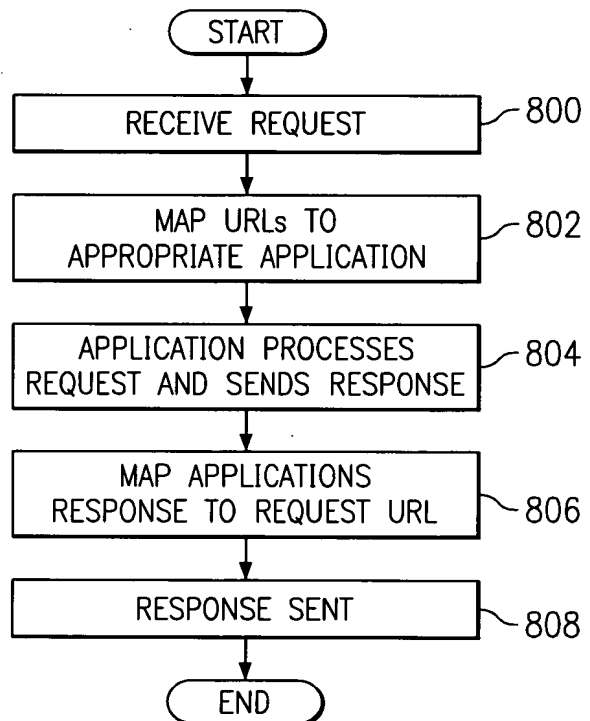 START
RECEIVE REQUEST
800
MAP URLs TO
APPROPRIATE APPLICATION
802
APPLICATION PROCESSES
REQUEST AND SENDS RESPONSE
804
MAP APPLICATIONS
RESPONSE TO REQUEST URL
806
RESPONSE SENT
808
END